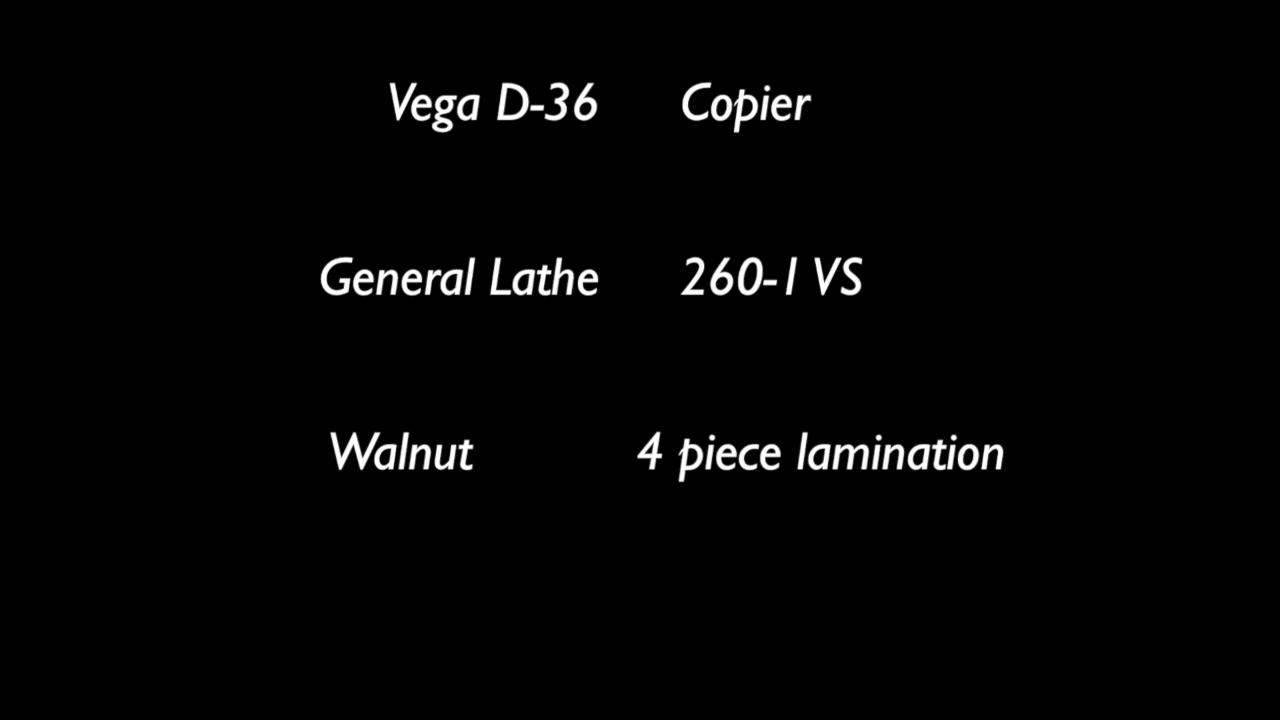 Vega D-36 Copier
General Lathe 260-1 VS
Walnut 4 piece lamination